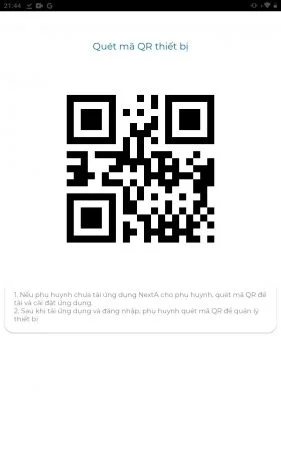 21:44
Quét mã QR thiết bị
1. Nếu phụ huynh chưa tải ứng dụng NextA cho phụ huynh, quét mã QR để
tải và cài đặt ứng dụng.
2. Sau khi tải ứng dụng và đăng nhập, phụ huynh quét mã QR để quản lý
thiết bị